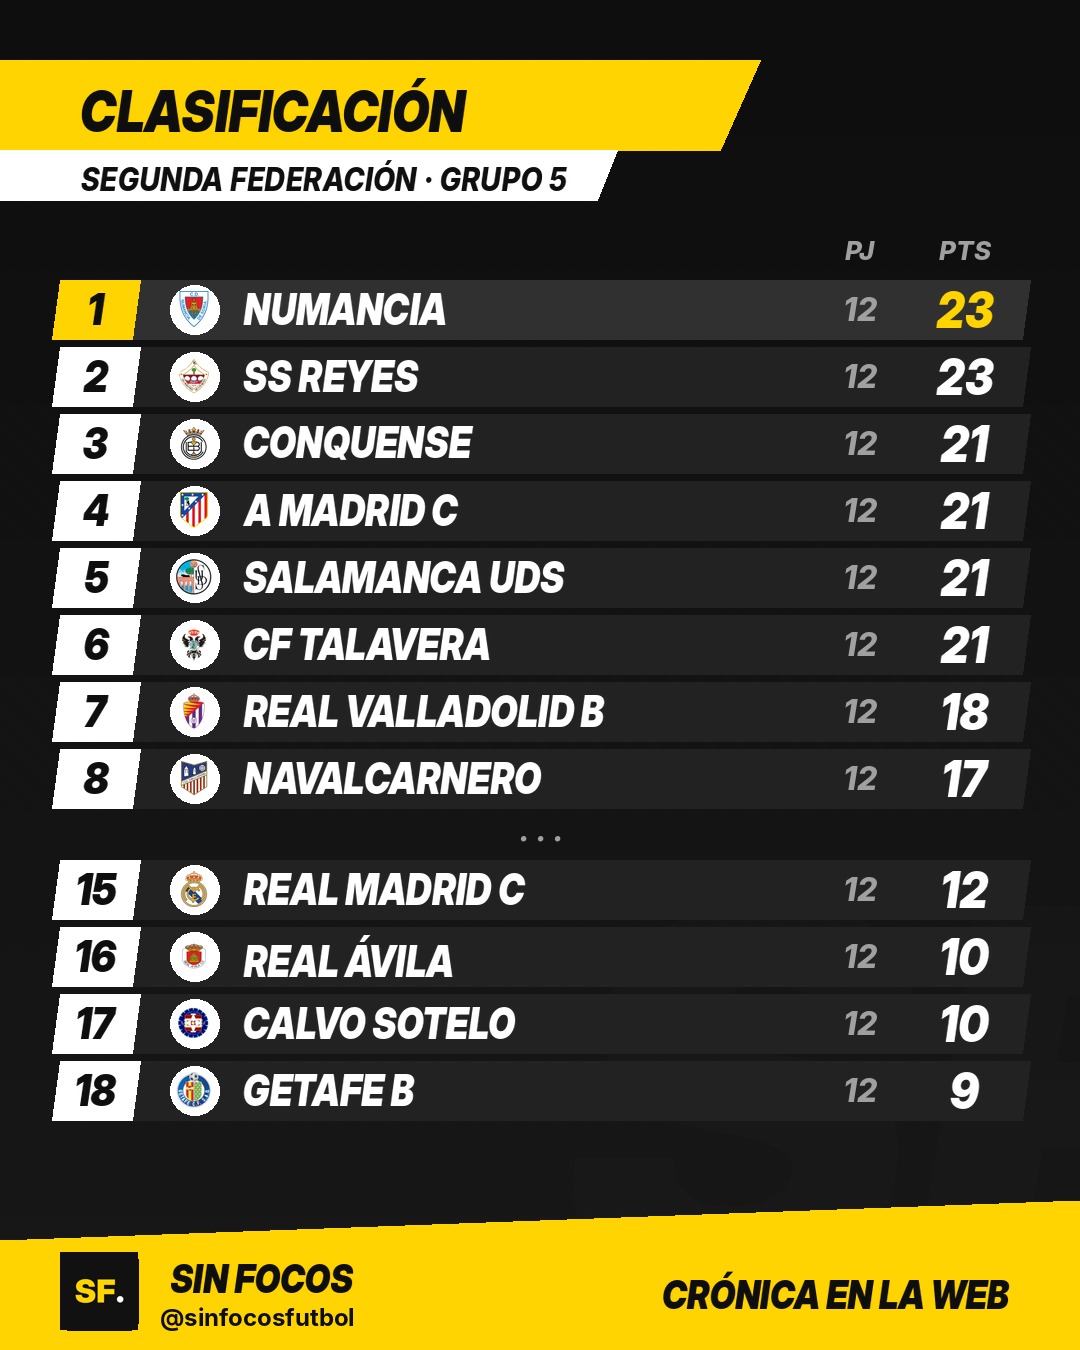 CLASIFICACIÓN
SEGUNDA FEDERACIÓN · GRUPO 5
PJ PTS
1 NUMANCIA 12 23
2 SS REYES 12 23
3 CONQUENSE 12 21
4 A MADRID C 12 21
5 SALAMANCA UDS 12 21
6 CF TALAVERA 12 21
7 REAL VALLADOLID B 12 18
8 NAVALCARNERO 12 17
...
15 REAL MADRID C 12 12
16 REAL ÁVILA 12 10
17 CALVO SOTELO 12 10
18 GETAFE B 12 9
SF. SIN FOCOS
@sinfocosfutbol
CRÓNICA EN LA WEB